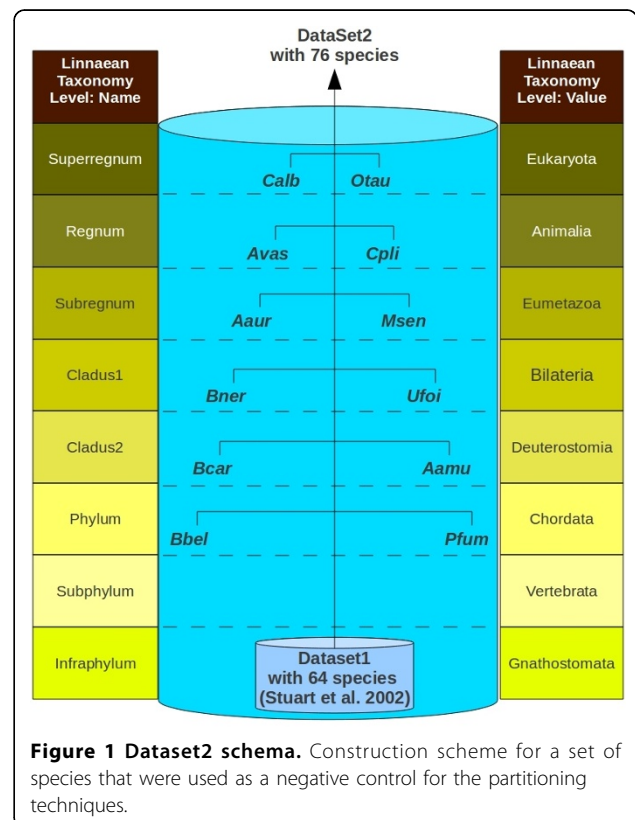 DataSet2
with 76 species
Linnaean
Taxonomy
Level: Name
Linnaean
Taxonomy
Level: Value
Superregnum
Calb Otau
Eukaryota
Regnum
Avas Cpli
Animalia
Subregnum
Aaur Msen
Eumetazoa
Cladus1
Bner Ufoi
Bilateria
Cladus2
Bcar Aamu
Deuterostomia
Phylum
Bbel Pfum
Chordata
Subphylum
Vertebrata
Infraphylum
Dataset1
with 64 species
(Stuart et al. 2002)
Gnathostomata
Figure 1 Dataset2 schema. Construction scheme for a set of
species that were used as a negative control for the partitioning
techniques.